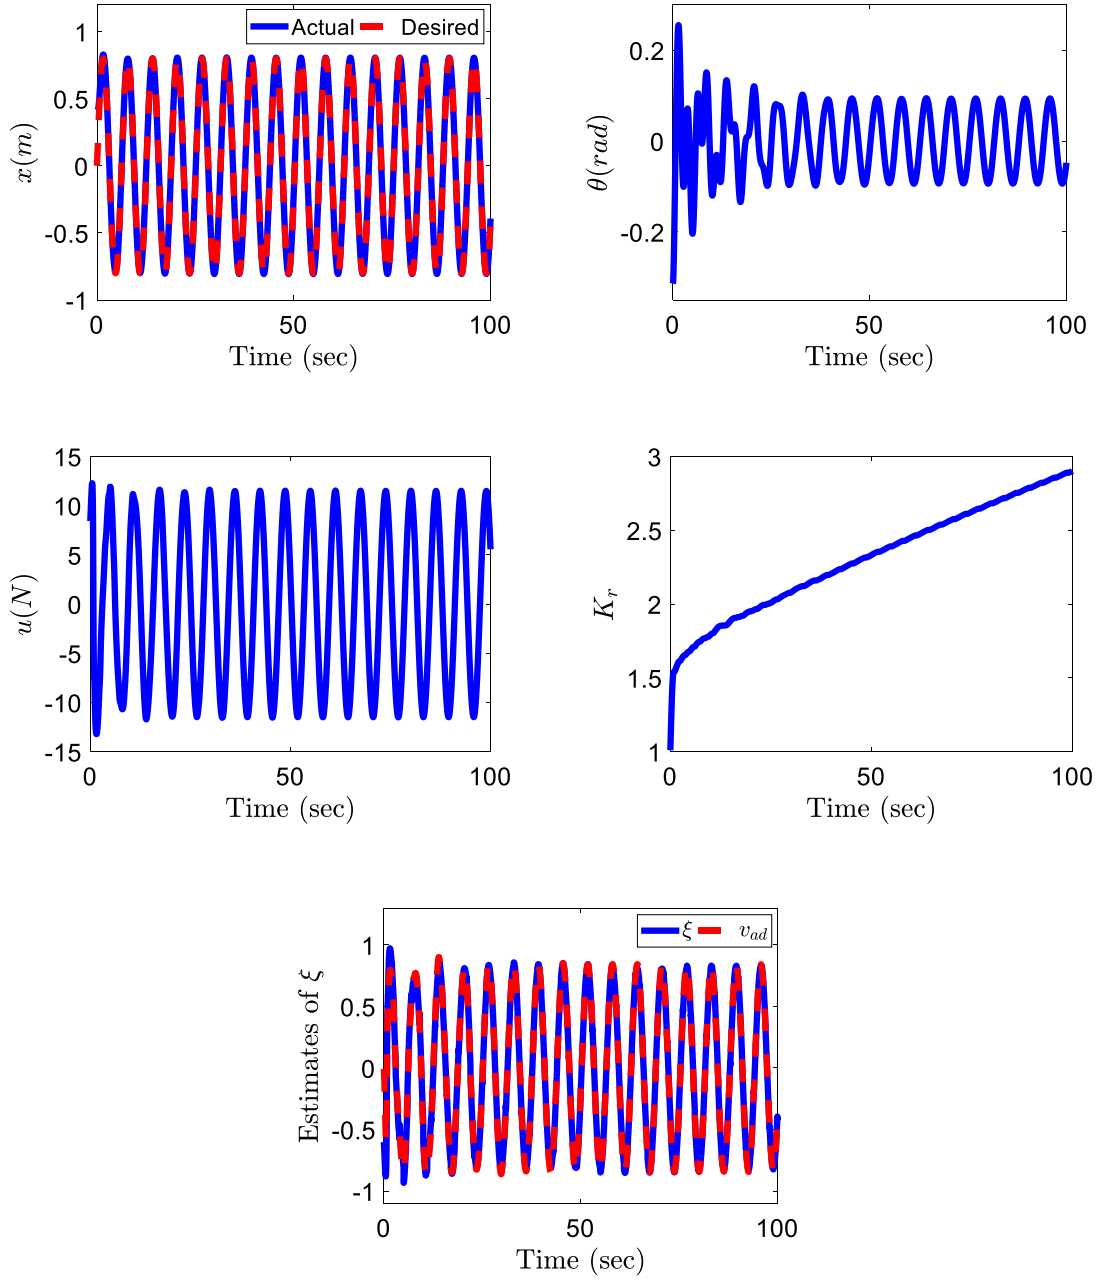 Actual Desired
1
0.5
0
-0.5
-1
x(m)
0 50 100
Time (sec)
0.2
0
-0.2
θ(rad)
0 50 100
Time (sec)
15
10
5
0
-5
-10
-15
u(N)
0 50 100
Time (sec)
3
2.5
2
1.5
1
K_r
0 50 100
Time (sec)
ξ v_ad
1
0.5
0
-0.5
-1
Estimates of ξ
0 50 100
Time (sec)